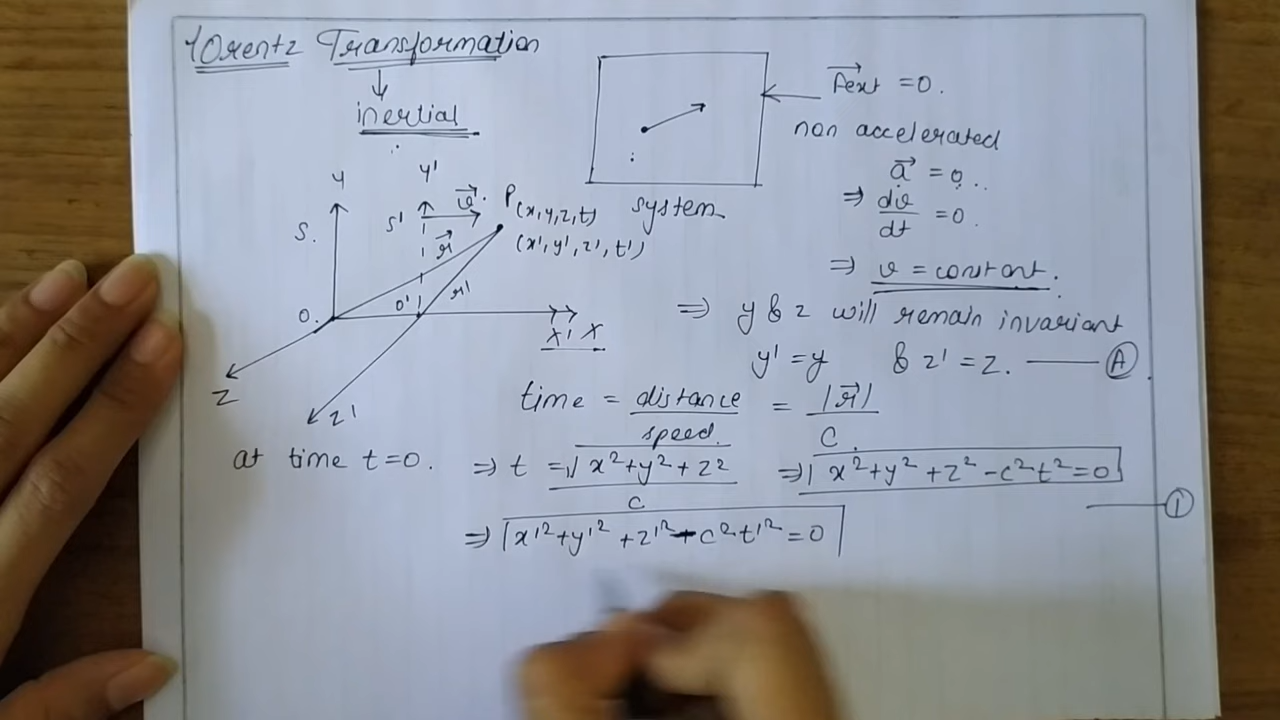 Lorentz Transformation
↓
inertial
F⃗ext = 0.
non accelerated
a⃗ = 0..
⇒ dv/dt = 0.
⇒ v = constant.
system
y
y'
S.
S'
v⃗.
P(x,y,z,t)
(x',y',z',t')
r⃗
r'
O.
O'
X' X
Z
Z'
⇒ y & z will remain invariant
y' = y & z' = z. —— Ⓐ
time = distance/speed. = |r⃗|/c.
at time t=0.
⇒ t = √x²+y²+z²/c ⇒ x²+y²+z²-c²t²=0
—— ①
⇒ x'²+y'²+z'²-c²t'²=0